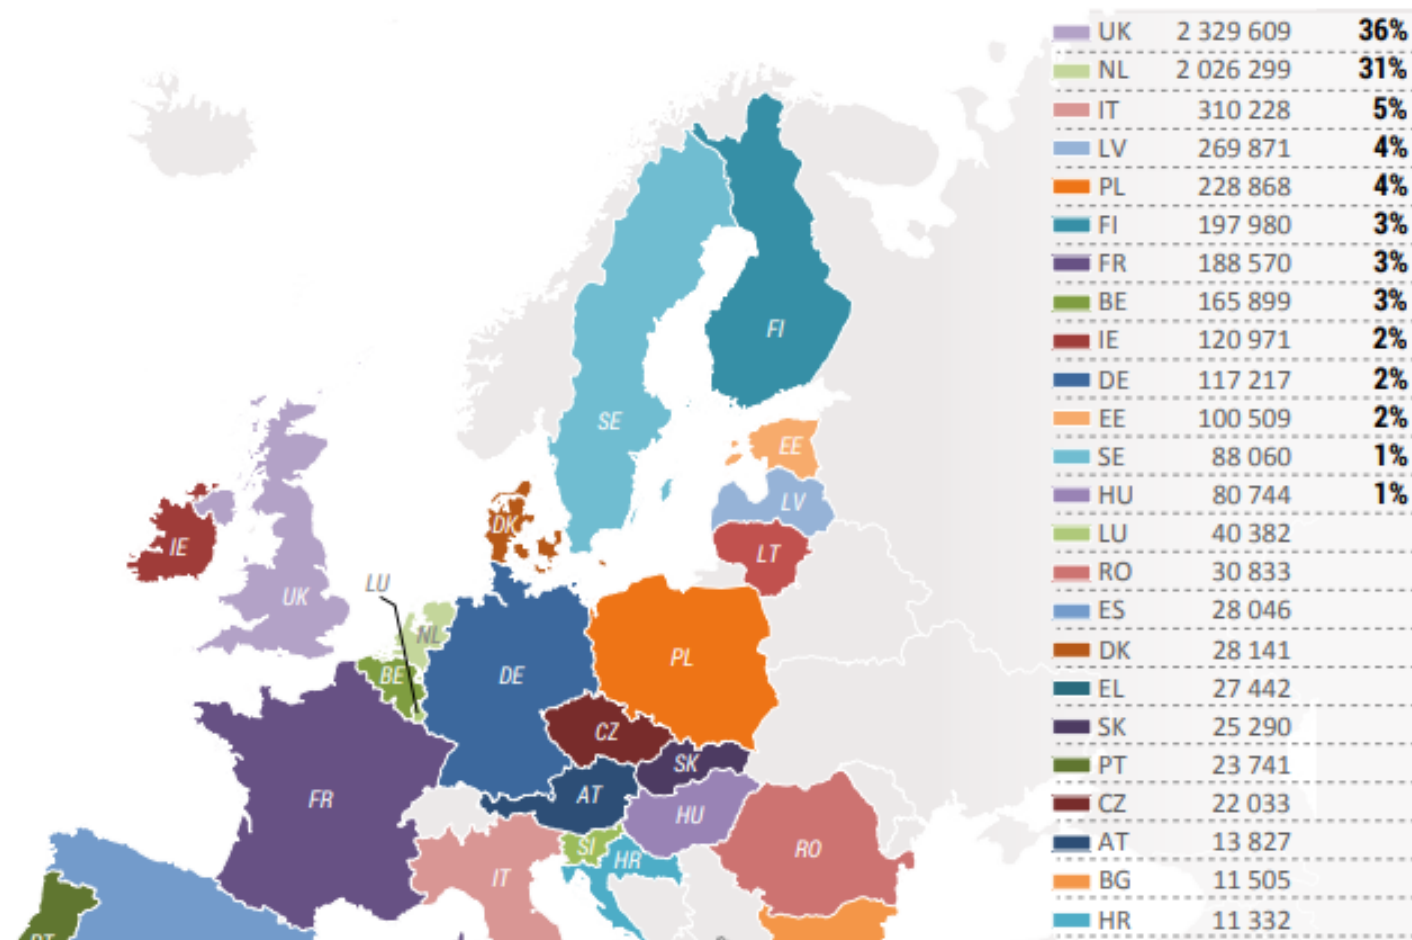 UK 2 329 609 36%
NL 2 026 299 31%
IT 310 228 5%
LV 269 871 4%
PL 228 868 4%
FI 197 980 3%
FR 188 570 3%
BE 165 899 3%
IE 120 971 2%
DE 117 217 2%
EE 100 509 2%
SE 88 060 1%
HU 80 744 1%
LU 40 382
RO 30 833
ES 28 046
DK 28 141
EL 27 442
SK 25 290
PT 23 741
CZ 22 033
AT 13 827
BG 11 505
HR 11 332
FI
SE
EE
LV
DK
LT
IE
LU
UK
NL
PL
BE
DE
CZ
SK
AT
FR
HU
SI
RO
HR
IT
PT